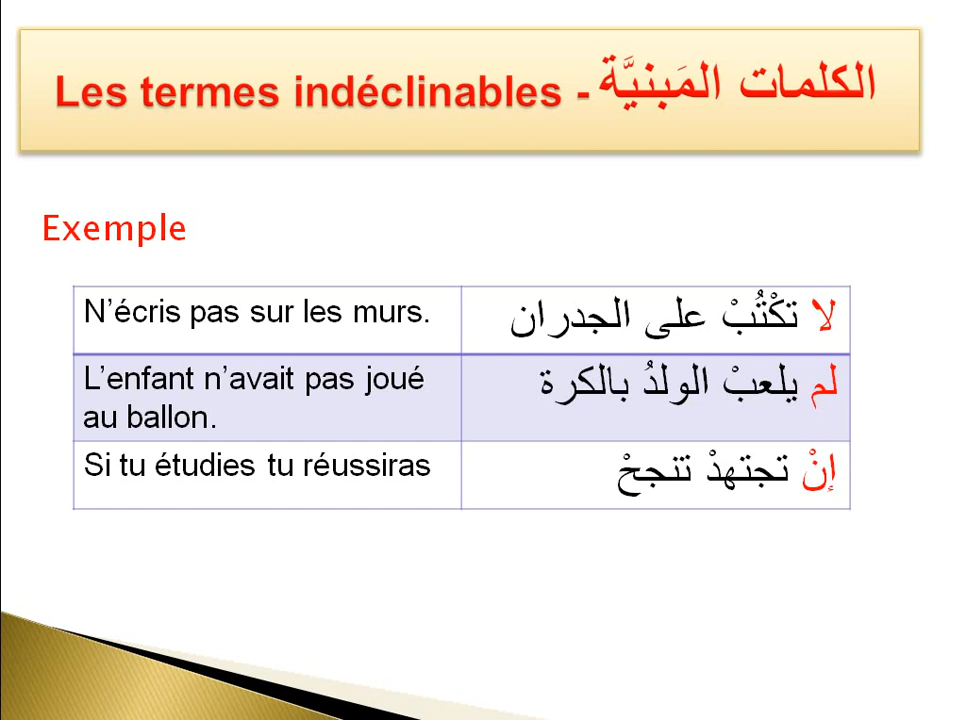 Les termes indéclinables - الكلمات المَبنيَّة
Exemple
N’écris pas sur les murs.
لا تكْتُبْ على الجدران
L’enfant n’avait pas joué
au ballon.
لم يلعبْ الولدُ بالكرة
Si tu étudies tu réussiras
إنْ تجتهدْ تنجحْ